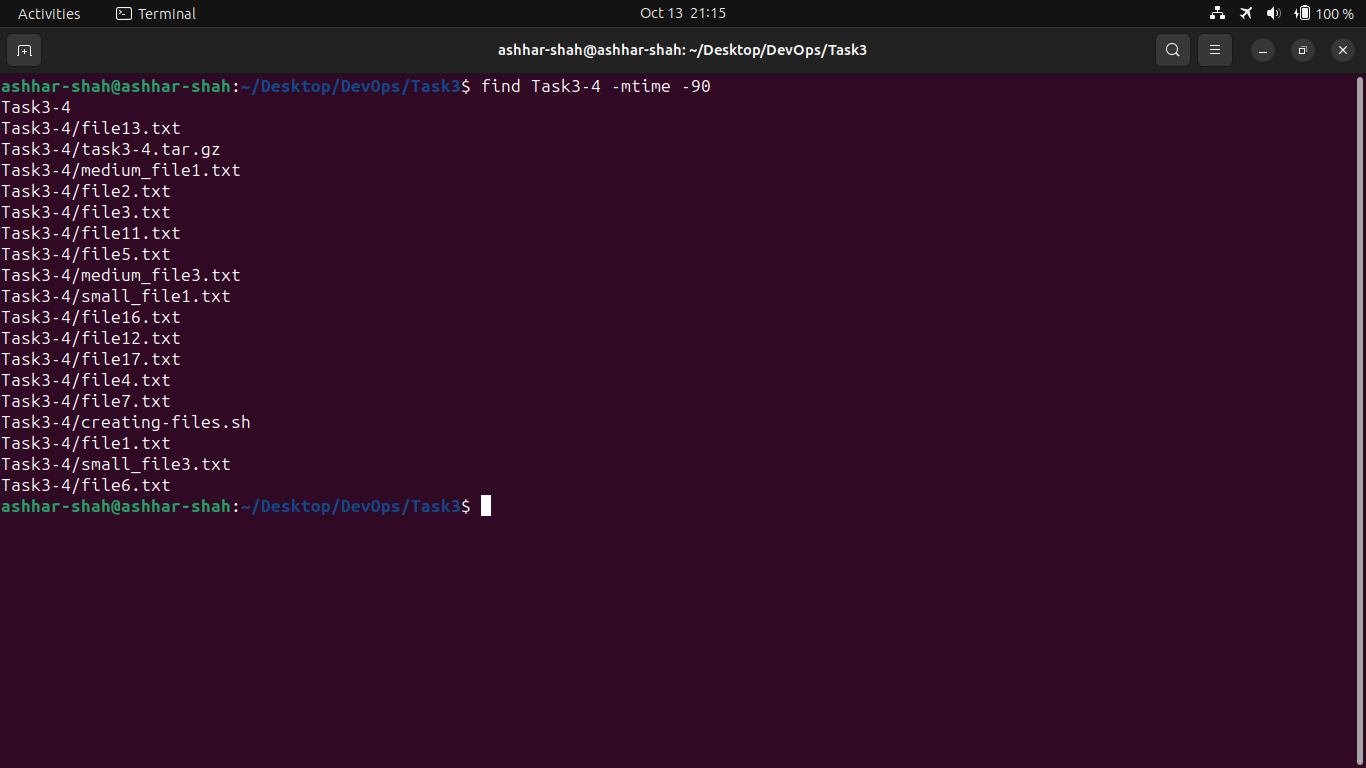 Activities Terminal Oct 13 21:15 100 %
ashhar-shah@ashhar-shah: ~/Desktop/DevOps/Task3
ashhar-shah@ashhar-shah:~/Desktop/DevOps/Task3$ find Task3-4 -mtime -90
Task3-4
Task3-4/file13.txt
Task3-4/task3-4.tar.gz
Task3-4/medium_file1.txt
Task3-4/file2.txt
Task3-4/file3.txt
Task3-4/file11.txt
Task3-4/file5.txt
Task3-4/medium_file3.txt
Task3-4/small_file1.txt
Task3-4/file16.txt
Task3-4/file12.txt
Task3-4/file17.txt
Task3-4/file4.txt
Task3-4/file7.txt
Task3-4/creating-files.sh
Task3-4/file1.txt
Task3-4/small_file3.txt
Task3-4/file6.txt
ashhar-shah@ashhar-shah:~/Desktop/DevOps/Task3$